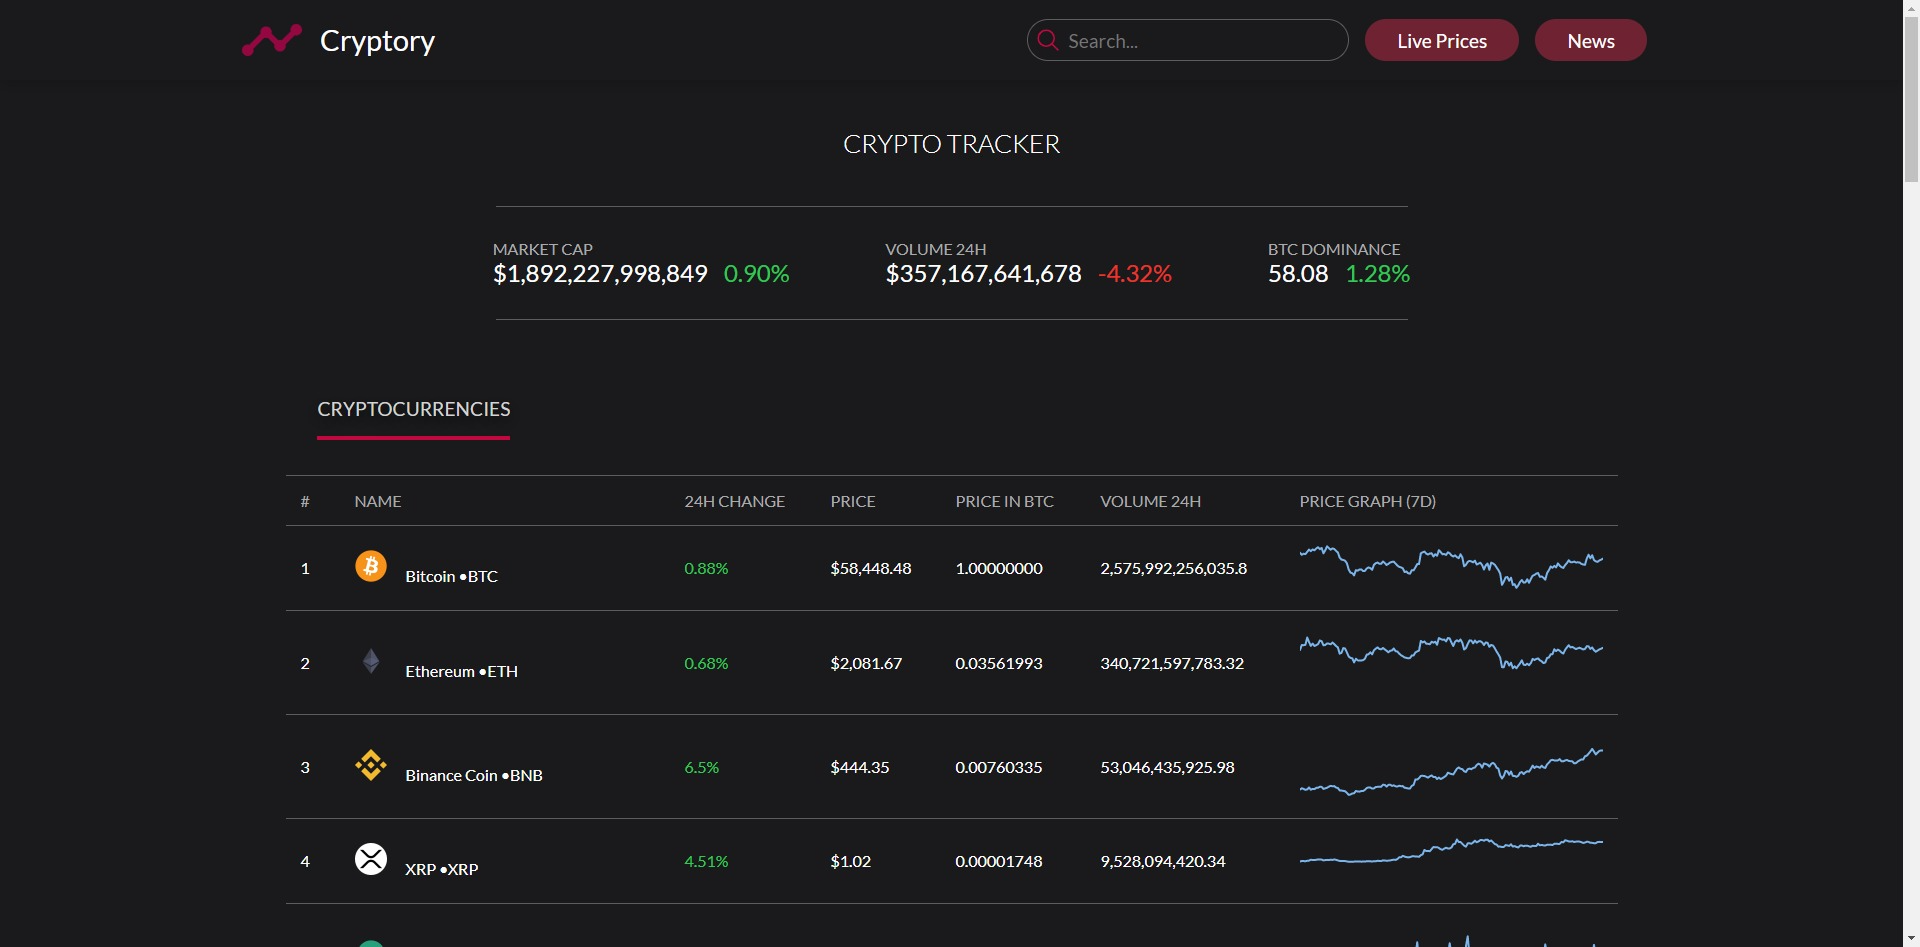 Cryptory
Search...
Live Prices
News
CRYPTO TRACKER
MARKET CAP VOLUME 24H BTC DOMINANCE
$1,892,227,998,849 0.90% $357,167,641,678 -4.32% 58.08 1.28%
CRYPTOCURRENCIES
# NAME 24H CHANGE PRICE PRICE IN BTC VOLUME 24H PRICE GRAPH (7D)
1 Bitcoin •BTC 0.88% $58,448.48 1.00000000 2,575,992,256,035.8
2 Ethereum •ETH 0.68% $2,081.67 0.03561993 340,721,597,783.32
3 Binance Coin •BNB 6.5% $444.35 0.00760335 53,046,435,925.98
4 XRP •XRP 4.51% $1.02 0.00001748 9,528,094,420.34